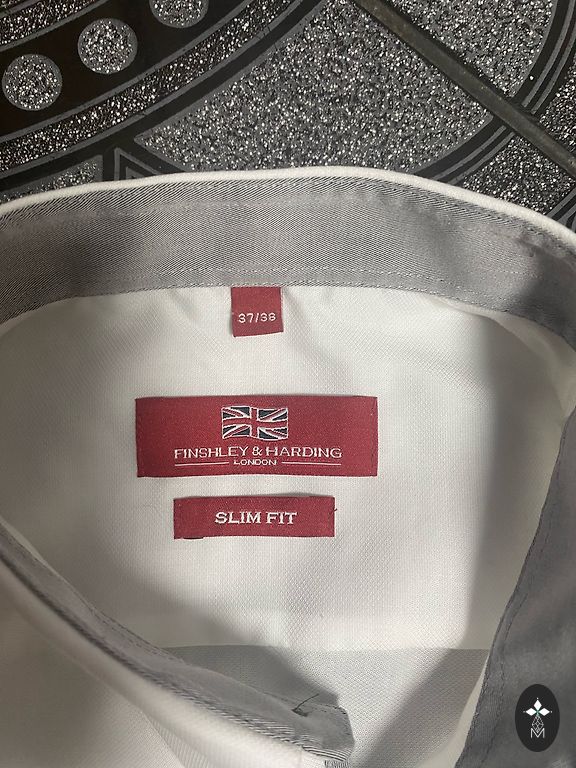 37/38
FINSHLEY & HARDING
LONDON
SLIM FIT
M